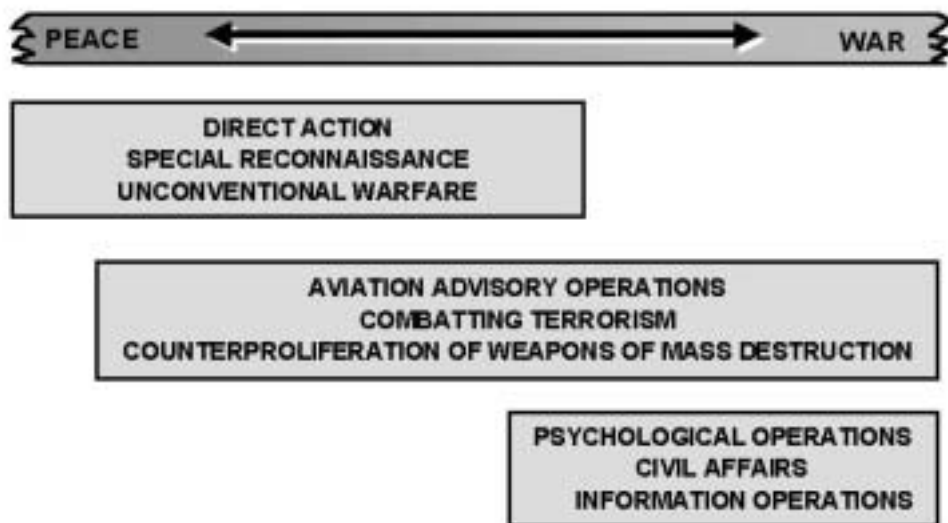 PEACE WAR
DIRECT ACTION
SPECIAL RECONNAISSANCE
UNCONVENTIONAL WARFARE
AVIATION ADVISORY OPERATIONS
COMBATTING TERRORISM
COUNTERPROLIFERATION OF WEAPONS OF MASS DESTRUCTION
PSYCHOLOGICAL OPERATIONS
CIVIL AFFAIRS
INFORMATION OPERATIONS